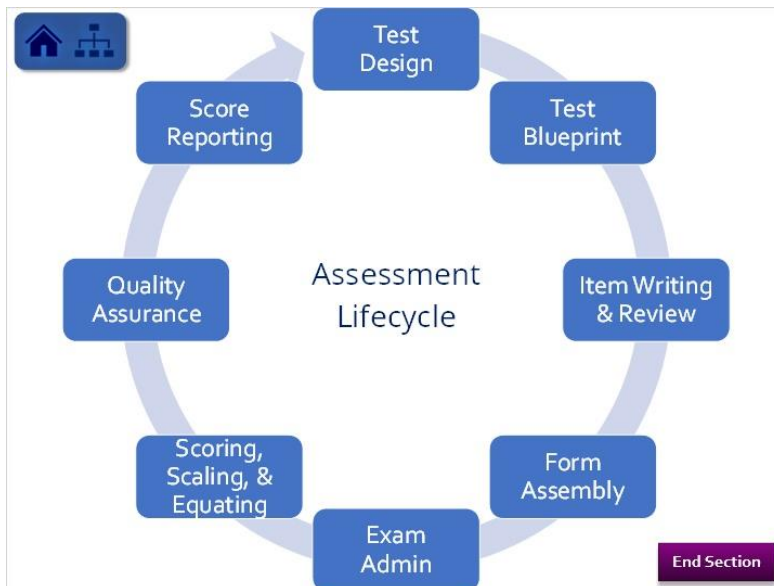 Test
Design
Test
Blueprint
Item Writing
& Review
Form
Assembly
Exam
Admin
Scoring,
Scaling, &
Equating
Quality
Assurance
Score
Reporting
Assessment
Lifecycle
End Section